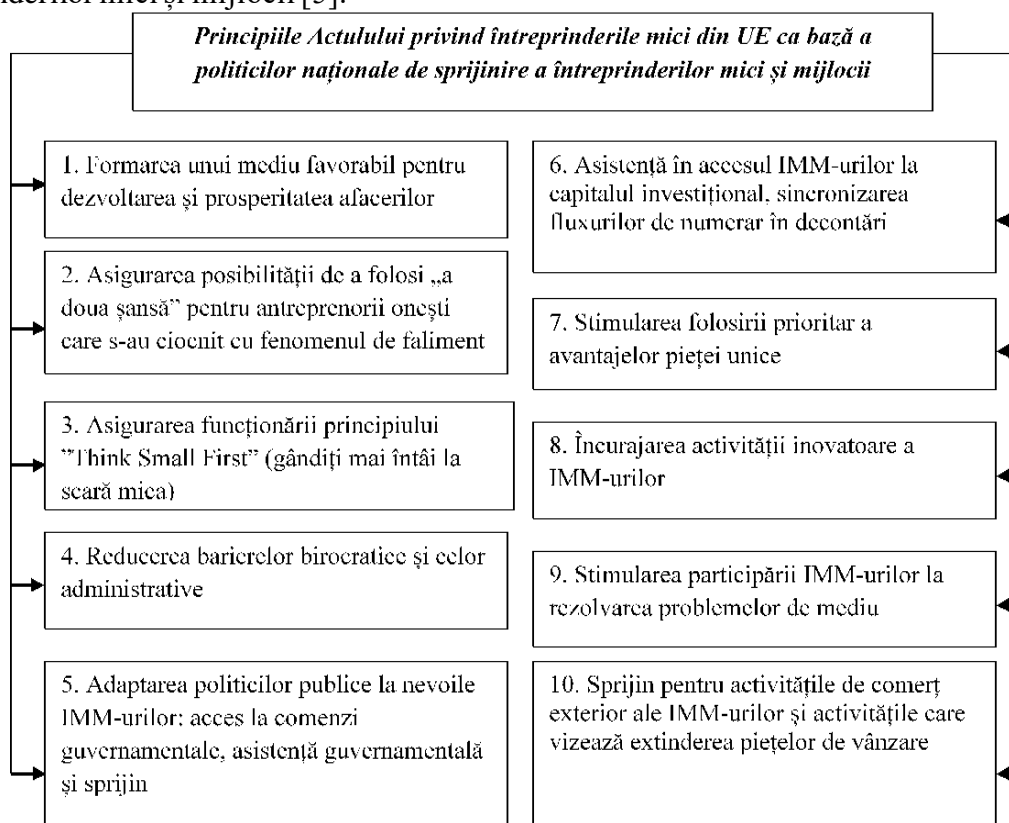 mici și mijlocii [5].
Principiile Actulului privind întreprinderile mici din UE ca bază a
politicilor naționale de sprijinire a întreprinderilor mici și mijlocii
1. Formarea unui mediu favorabil pentru
dezvoltarea și prosperitatea afacerilor
2. Asigurarea posibilității de a folosi „a
doua șansă” pentru antreprenorii onești
care s-au ciocnit cu fenomenul de faliment
3. Asigurarea funcționării principiului
”Think Small First” (gândiți mai întâi la
scară mica)
4. Reducerea barierelor birocratice și celor
administrative
5. Adaptarea politicilor publice la nevoile
IMM-urilor: acces la comenzi
guvernamentale, asistență guvernamentală
și sprijin
6. Asistență în accesul IMM-urilor la
capitalul investițional, sincronizarea
fluxurilor de numerar în decontări
7. Stimularea folosirii prioritar a
avantajelor pieței unice
8. Încurajarea activității inovatoare a
IMM-urilor
9. Stimularea participării IMM-urilor la
rezolvarea problemelor de mediu
10. Sprijin pentru activitățile de comerț
exterior ale IMM-urilor și activitățile care
vizează extinderea piețelor de vânzare